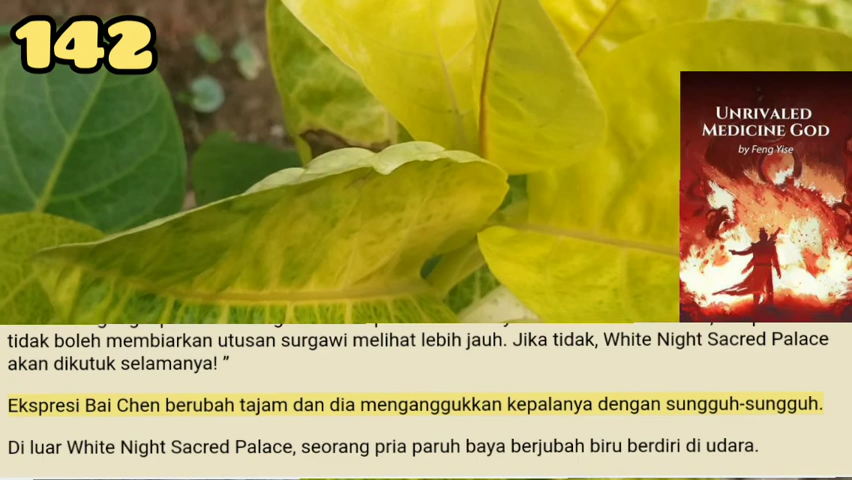 142
UNRIVALED
MEDICINE GOD
by Feng Yise
tidak boleh membiarkan utusan surgawi melihat lebih jauh. Jika tidak, White Night Sacred Palace
akan dikutuk selamanya! ”
Ekspresi Bai Chen berubah tajam dan dia menganggukkan kepalanya dengan sungguh-sungguh.
Di luar White Night Sacred Palace, seorang pria paruh baya berjubah biru berdiri di udara.